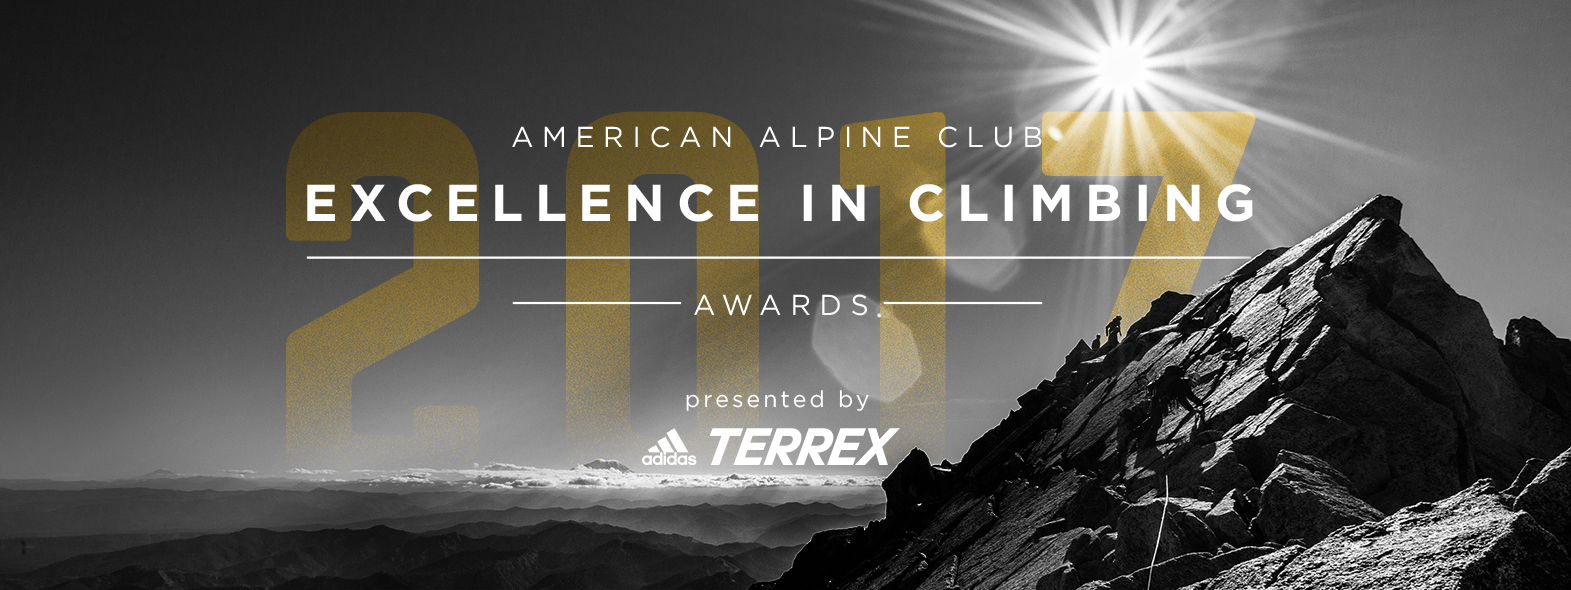 2017
AMERICAN ALPINE CLUB
EXCELLENCE IN CLIMBING
AWARDS
presented by
adidas TERREX